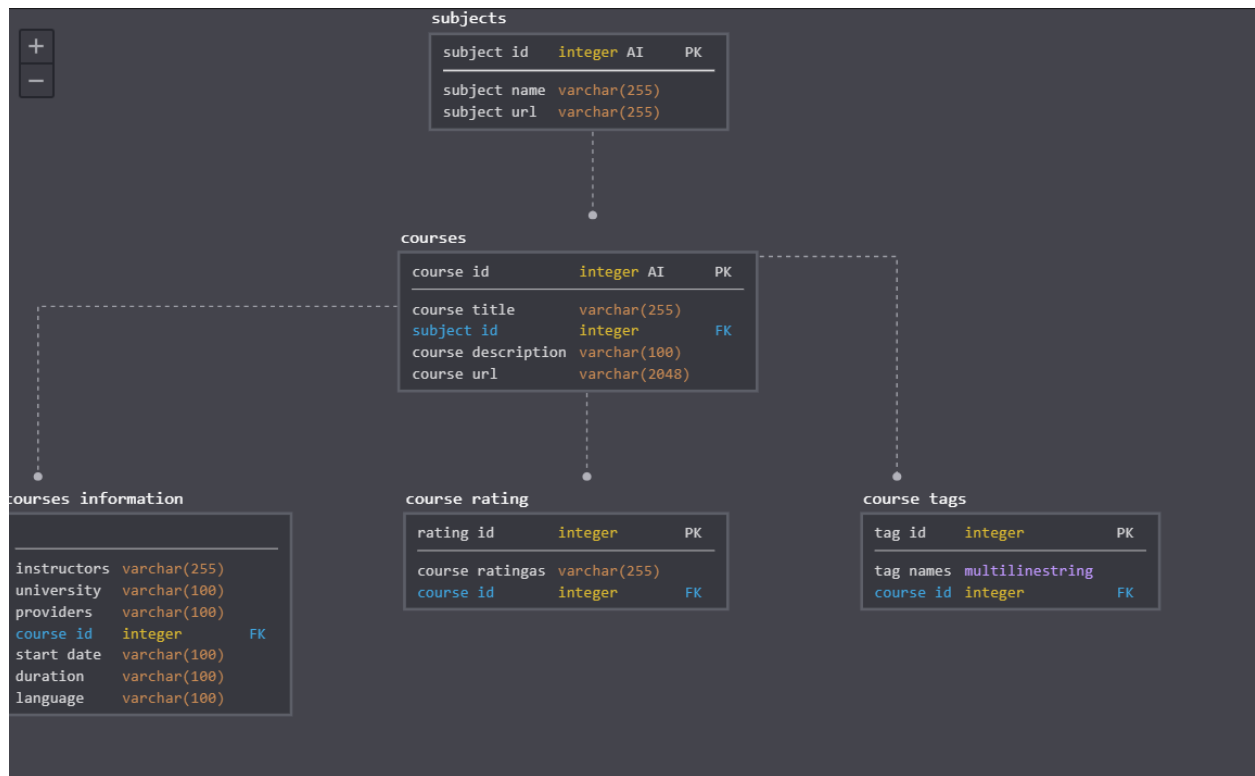 subjects
+
subject id integer AI PK
−
subject name varchar(255)
subject url varchar(255)
courses
course id integer AI PK
course title varchar(255)
subject id integer FK
course description varchar(100)
course url varchar(2048)
courses information
instructors varchar(255)
university varchar(100)
providers varchar(100)
course id integer FK
start date varchar(100)
duration varchar(100)
language varchar(100)
course rating
rating id integer PK
course ratingas varchar(255)
course id integer FK
course tags
tag id integer PK
tag names multilinestring
course id integer FK